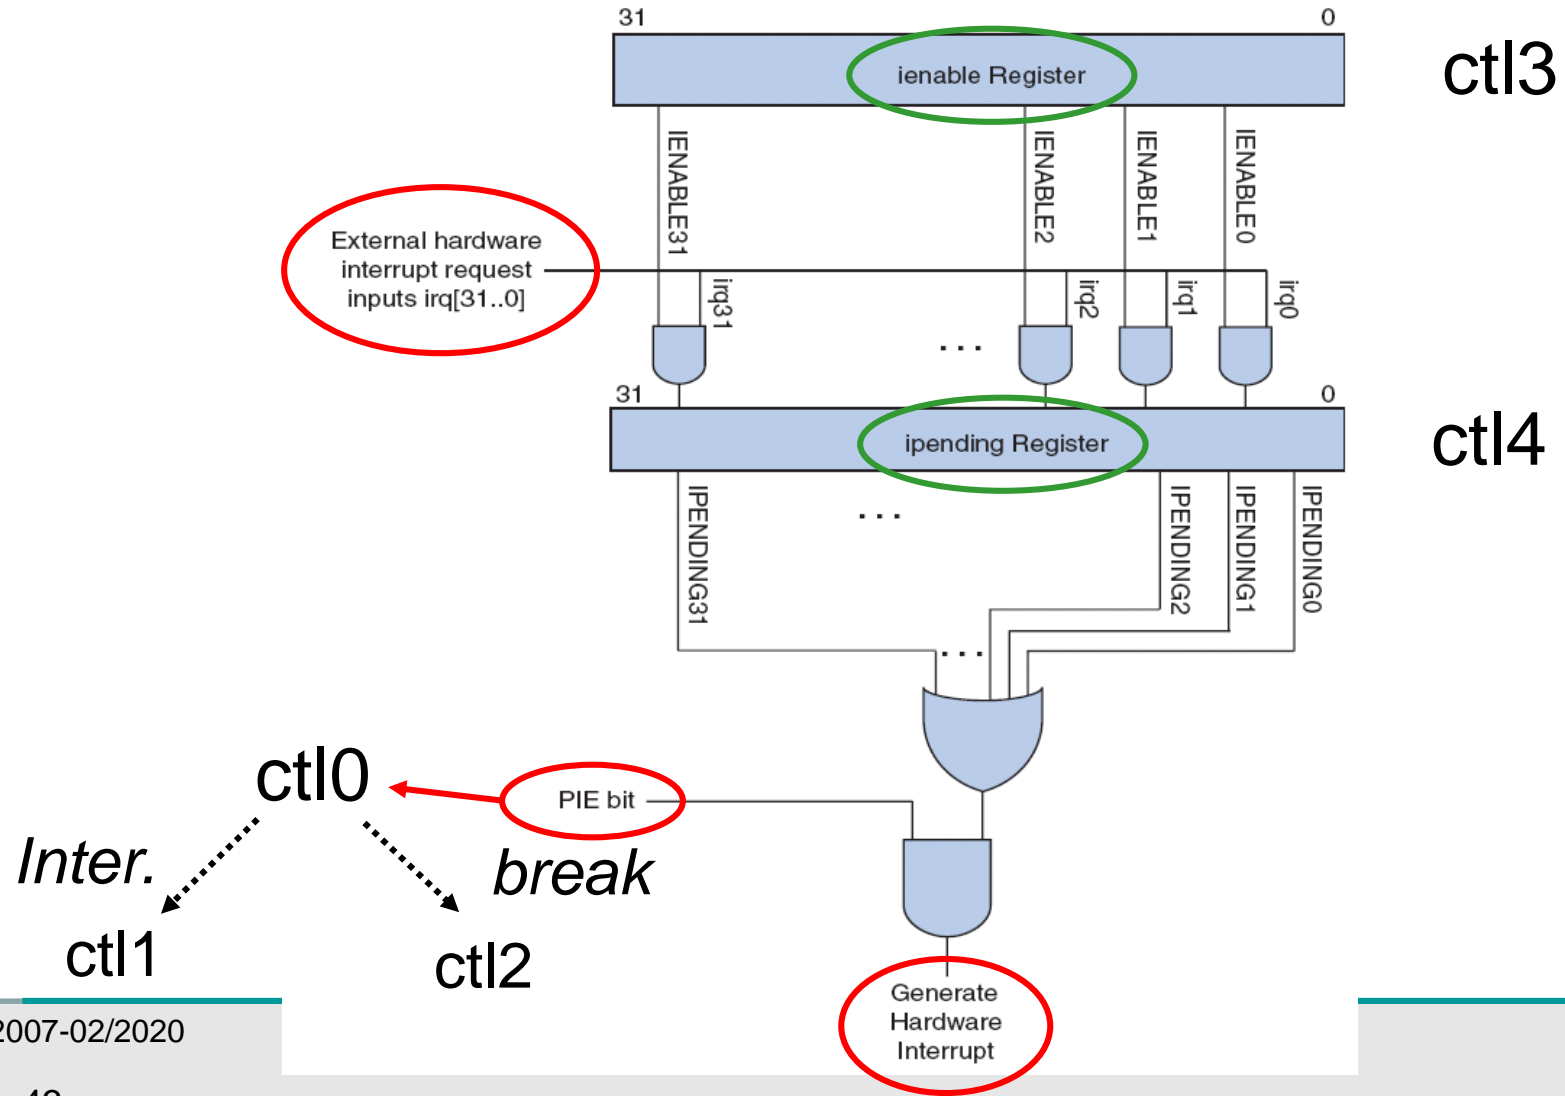 31 0
ienable Register
ctl3
IENABLE31
IENABLE2
IENABLE1
IENABLE0
External hardware
interrupt request
inputs irq[31..0]
irq31
irq2
irq1
irq0
...
31 0
ipending Register
ctl4
...
IPENDING31
IPENDING2
IPENDING1
IPENDING0
...
ctl0
PIE bit
Inter.
break
ctl1
ctl2
Generate
Hardware
Interrupt
2007-02/2020